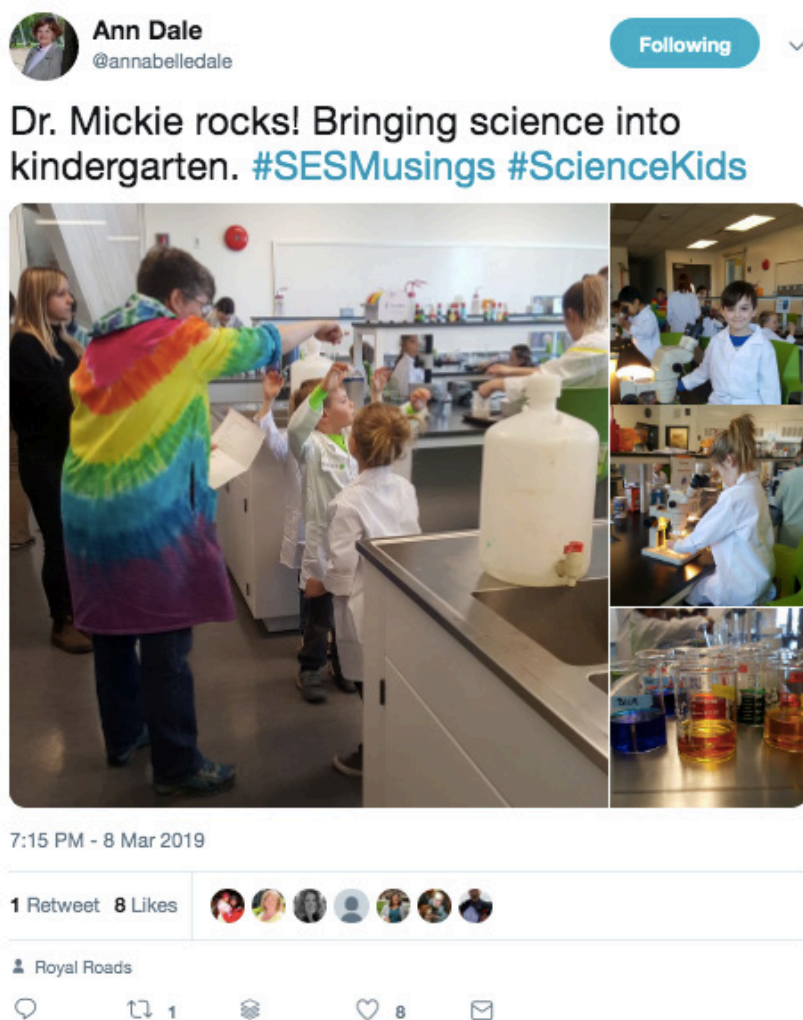 Ann Dale
@annabelledale
Following
Dr. Mickie rocks! Bringing science into
kindergarten. #SESMusings #ScienceKids
7:15 PM - 8 Mar 2019
1 Retweet 8 Likes
Royal Roads
1
8